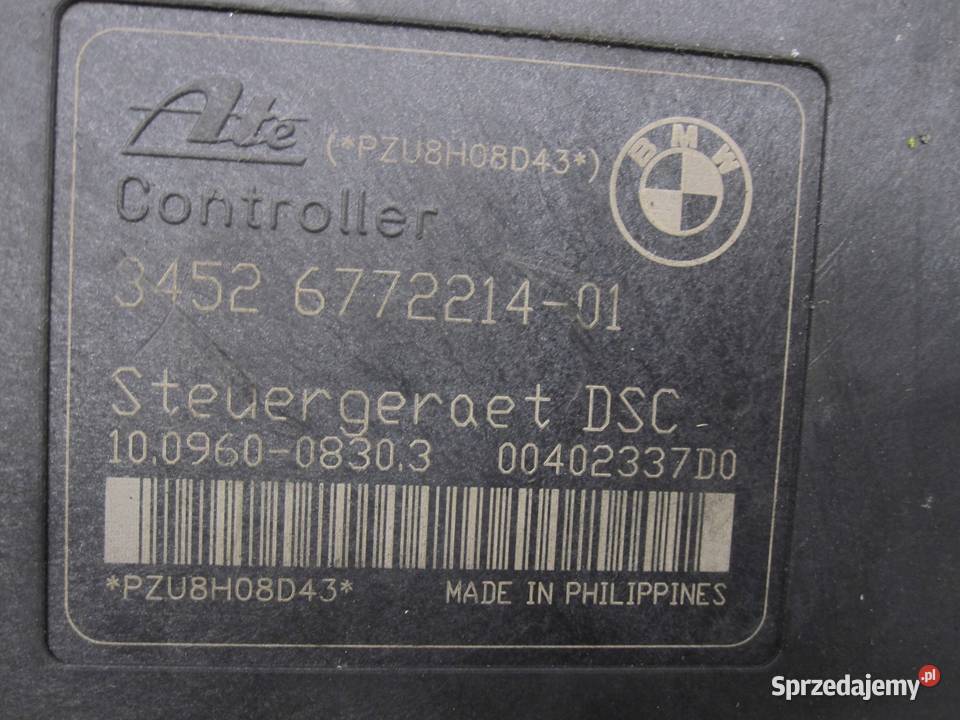 Ate (*PZU8H08D43*)
BMW
Controller
3452 6772214-01
Steuergeraet DSC
10.0960-0830.3 00402337D0
*PZU8H08D43* MADE IN PHILIPPINES
Sprzedajemy.pl